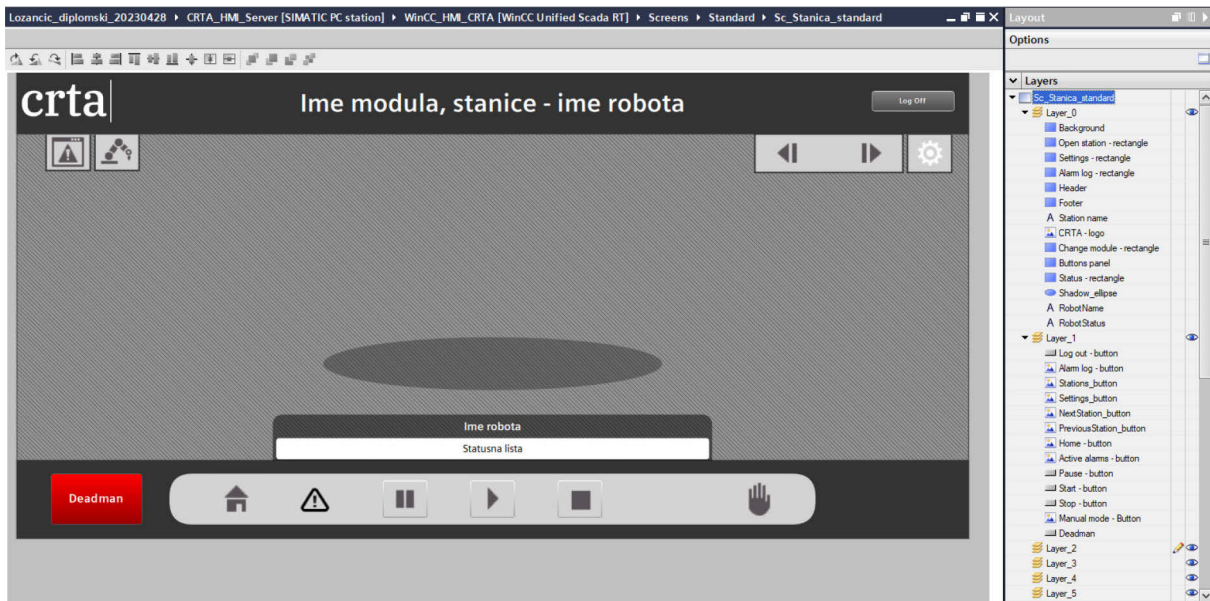 Lozancic_diplomski_20230428 ▸ CRTA_HMI_Server [SIMATIC PC station] ▸ WinCC_HMI_CRTA [WinCC Unified Scada RT] ▸ Screens ▸ Standard ▸ Sc_Stanica_standard
Layout
Options
Layers
crta
Ime modula, stanice - ime robota
Log Off
Ime robota
Statusna lista
Deadman
Sc_Stanica_standard
Layer_0
Background
Open station - rectangle
Settings - rectangle
Alarm log - rectangle
Header
Footer
A Station name
CRTA - logo
Change module - rectangle
Buttons panel
Status - rectangle
Shadow_ellipse
A RobotName
A RobotStatus
Layer_1
Log out - button
Alarm log - button
Stations_button
Settings_button
NextStation_button
PreviousStation_button
Home - button
Active alarms - button
Pause - button
Start - button
Stop - button
Manual mode - Button
Deadman
Layer_2
Layer_3
Layer_4
Layer_5